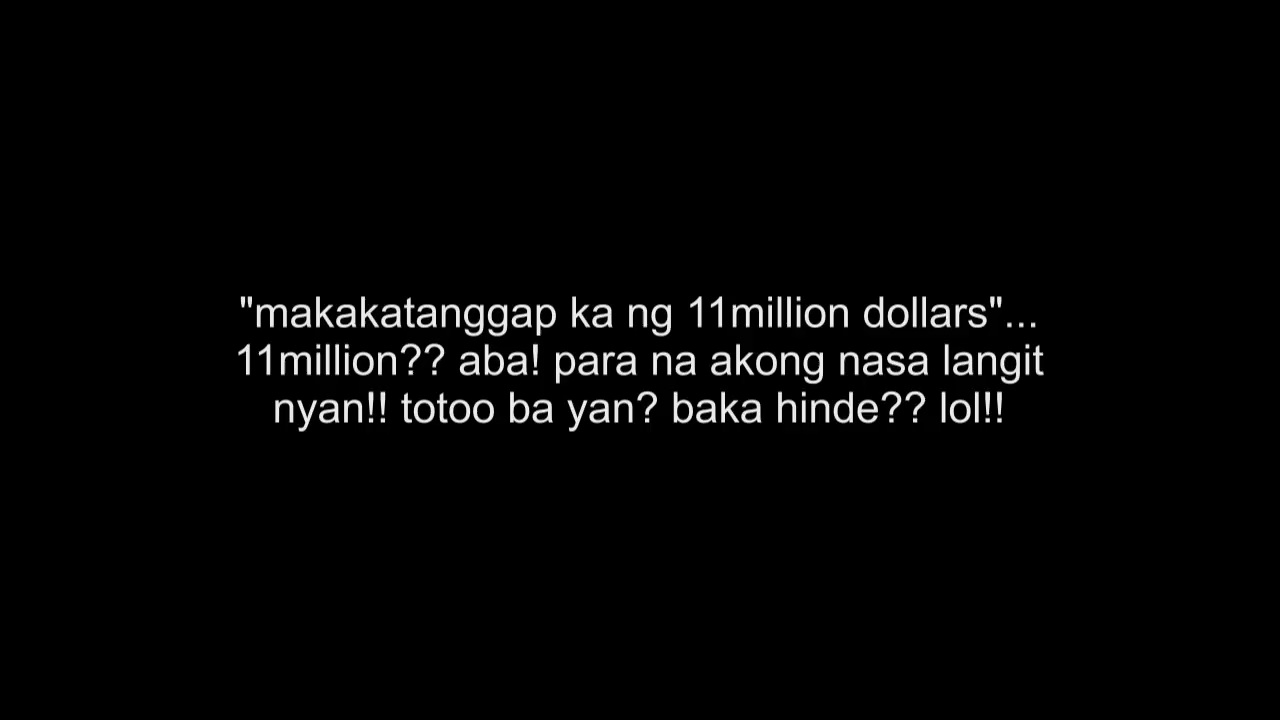 "makakatanggap ka ng 11million dollars"...
11million?? aba! para na akong nasa langit
nyan!! totoo ba yan? baka hinde?? lol!!